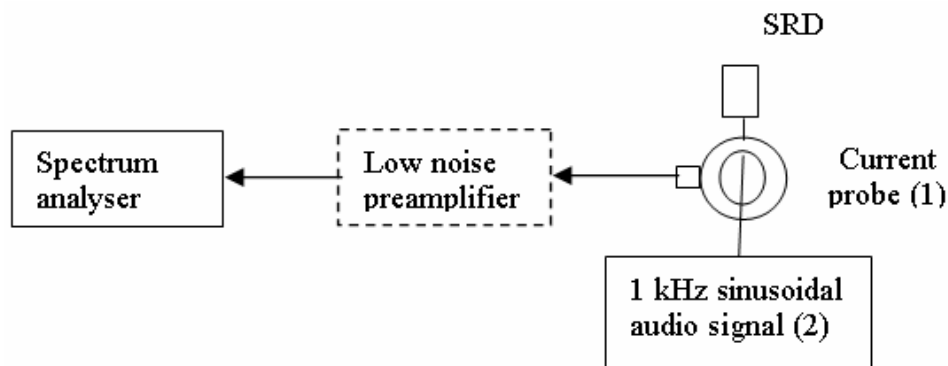 SRD
Spectrum
analyser
Low noise
preamplifier
Current
probe (1)
1 kHz sinusoidal
audio signal (2)